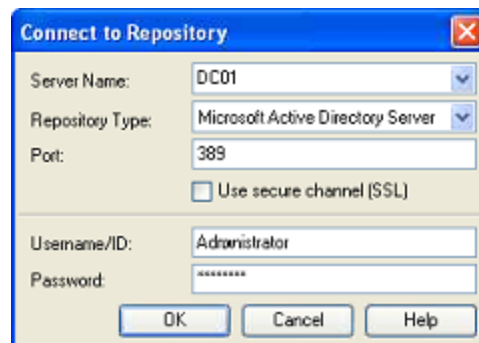 Connect to Repository
Server Name: DC01
Repository Type: Microsoft Active Directory Server
Port: 389
Use secure channel (SSL)
Username/ID: Administrator
Password: ********
OK Cancel Help